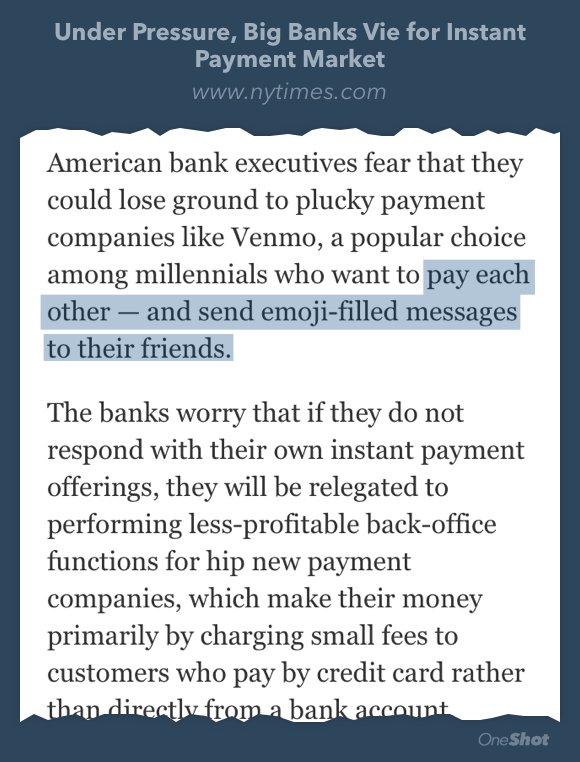 Under Pressure, Big Banks Vie for Instant
Payment Market
www.nytimes.com
American bank executives fear that they
could lose ground to plucky payment
companies like Venmo, a popular choice
among millennials who want to pay each
other — and send emoji-filled messages
to their friends.
The banks worry that if they do not
respond with their own instant payment
offerings, they will be relegated to
performing less-profitable back-office
functions for hip new payment
companies, which make their money
primarily by charging small fees to
customers who pay by credit card rather
than directly from a bank account
OneShot